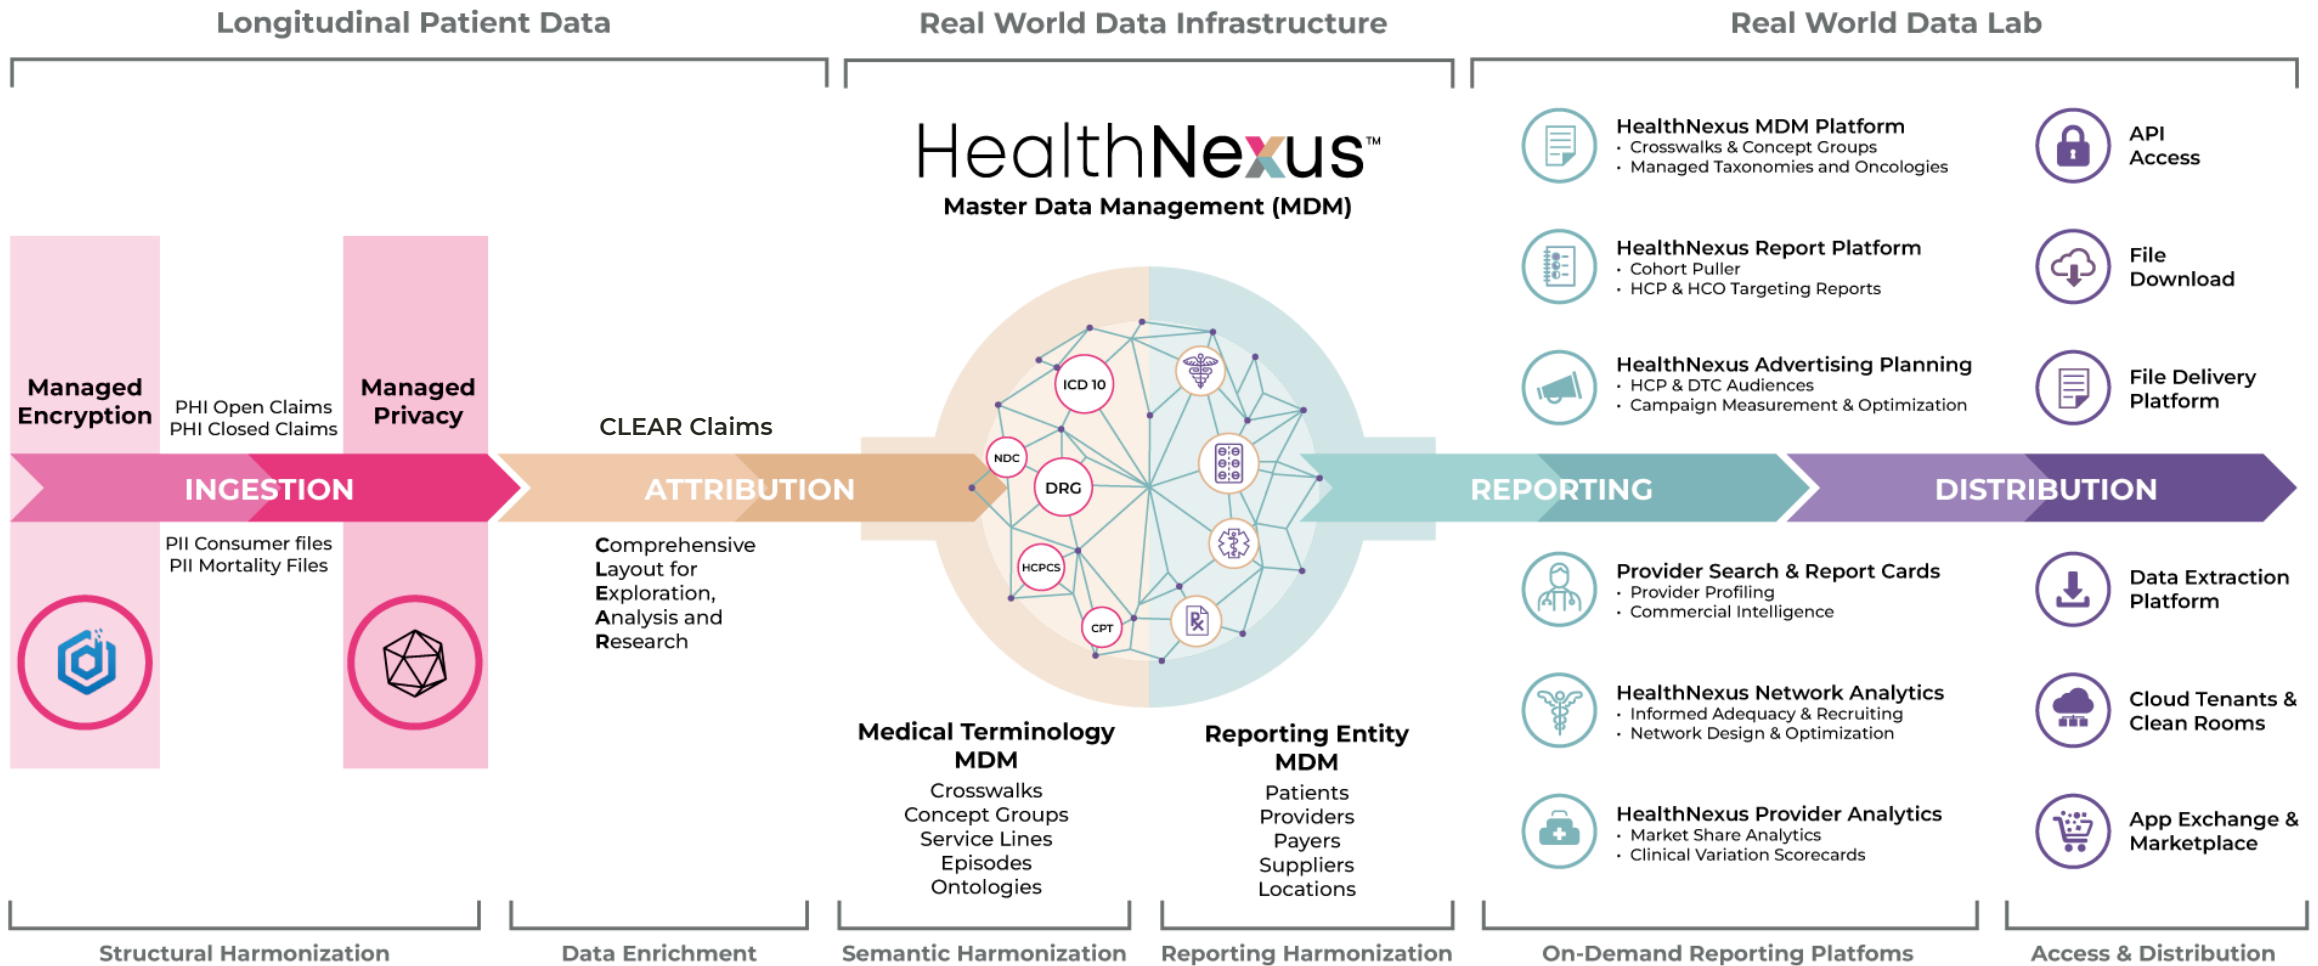 Longitudinal Patient Data
Real World Data Infrastructure
Real World Data Lab
HealthNexus™
Master Data Management (MDM)
Managed
Encryption
PHI Open Claims
PHI Closed Claims
Managed
Privacy
INGESTION
PII Consumer files
PII Mortality Files
CLEAR Claims
ATTRIBUTION
Comprehensive
Layout for
Exploration,
Analysis and
Research
ICD 10
NDC
DRG
HCPCS
CPT
Rx
Medical Terminology
MDM
Crosswalks
Concept Groups
Service Lines
Episodes
Ontologies
Reporting Entity
MDM
Patients
Providers
Payers
Suppliers
Locations
HealthNexus MDM Platform
· Crosswalks & Concept Groups
· Managed Taxonomies and Oncologies
HealthNexus Report Platform
· Cohort Puller
· HCP & HCO Targeting Reports
HealthNexus Advertising Planning
· HCP & DTC Audiences
· Campaign Measurement & Optimization
REPORTING
Provider Search & Report Cards
· Provider Profiling
· Commercial Intelligence
HealthNexus Network Analytics
· Informed Adequacy & Recruiting
· Network Design & Optimization
HealthNexus Provider Analytics
· Market Share Analytics
· Clinical Variation Scorecards
API
Access
File
Download
File Delivery
Platform
DISTRIBUTION
Data Extraction
Platform
Cloud Tenants &
Clean Rooms
App Exchange &
Marketplace
Structural Harmonization
Data Enrichment
Semantic Harmonization
Reporting Harmonization
On-Demand Reporting Platfoms
Access & Distribution